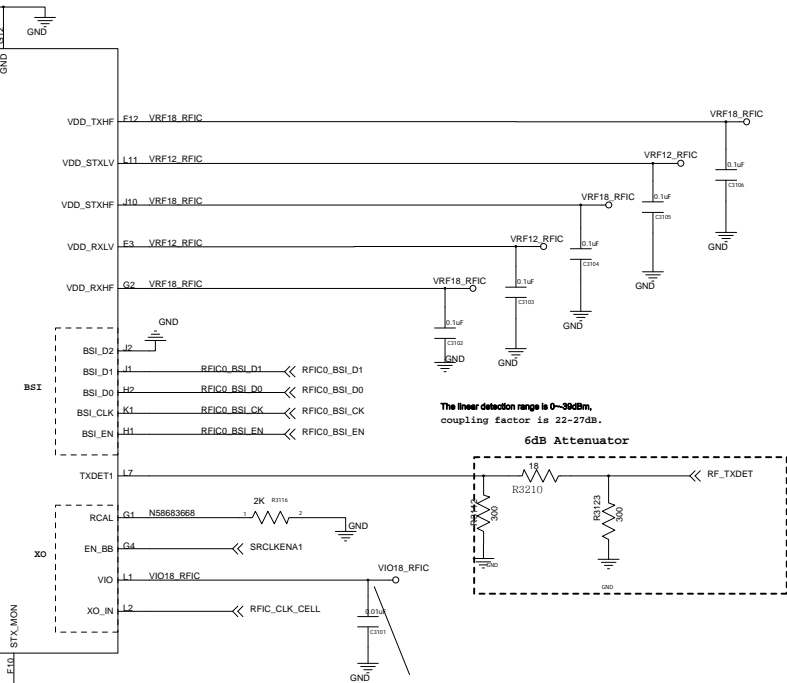 G12
GND
GND
VDD_TXHF F12 VRF18_RFIC
VRF18_RFIC
0.1uF
C3106
GND
VDD_STXLV L11 VRF12_RFIC
VRF12_RFIC
0.1uF
C3105
GND
VDD_STXHF J10 VRF18_RFIC
VRF18_RFIC
0.1uF
C3104
GND
VDD_RXLV E3 VRF12_RFIC
VRF12_RFIC
0.1uF
C3103
GND
VDD_RXHF G2 VRF18_RFIC
VRF18_RFIC
0.1uF
C3102
GND
BSI
BSI_D2 J2
GND
BSI_D1 J1 RFIC0_BSI_D1 RFIC0_BSI_D1
BSI_D0 H2 RFIC0_BSI_D0 RFIC0_BSI_D0
BSI_CLK K1 RFIC0_BSI_CK RFIC0_BSI_CK
BSI_EN H1 RFIC0_BSI_EN RFIC0_BSI_EN
The linear detection range is 0~-39dBm,
coupling factor is 22-27dB.
6dB Attenuator
TXDET1 L7
18
R3210
RF_TXDET
300
R3123
300
GND
GND
XO
RCAL G1 N58683668
2K R3116
1 2
GND
EN_BB G4 SRCLKENA1
VIO L1 VIO18_RFIC
VIO18_RFIC
0.01uF
C3101
GND
XO_IN L2 RFIC_CLK_CELL
STX_MON
F10